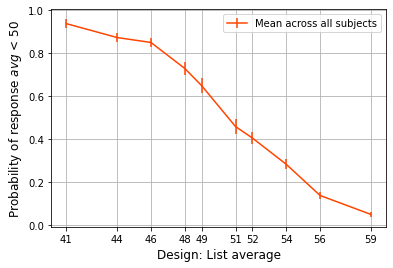 Mean across all subjects
Probability of response avg < 50
1.0
0.8
0.6
0.4
0.2
0.0
41 44 46 48 49 51 52 54 56 59
Design: List average